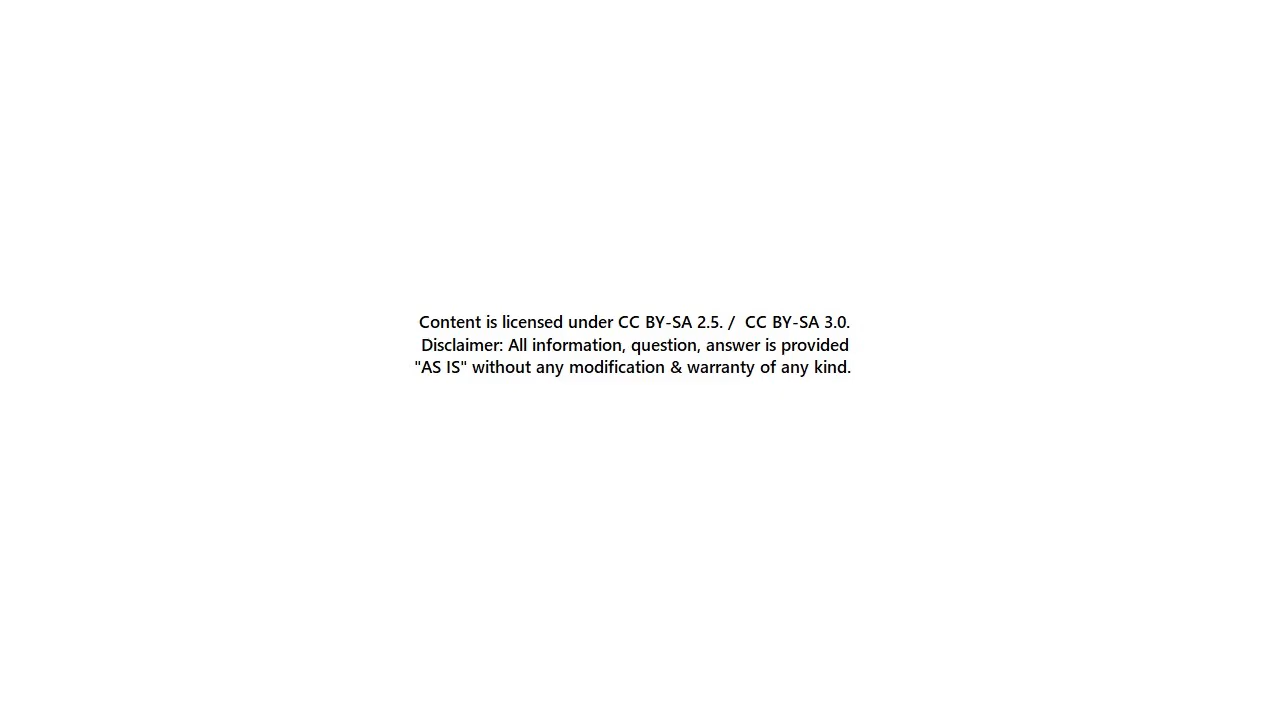 Content is licensed under CC BY-SA 2.5. /  CC BY-SA 3.0.
Disclaimer: All information, question, answer is provided
"AS IS" without any modification & warranty of any kind.